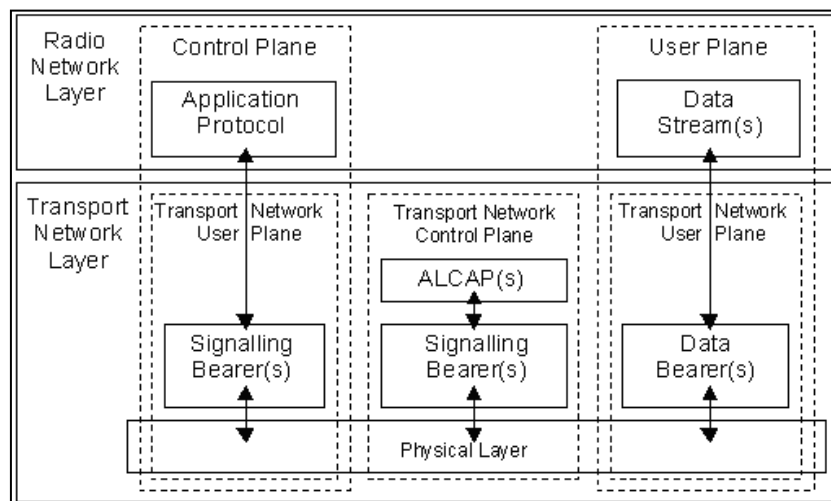 Radio
Network
Layer
Control Plane
User Plane
Application
Protocol
Data
Stream(s)
Transport
Network
Layer
Transport Network
User Plane
Transport Network
Control Plane
Transport Network
User Plane
ALCAP(s)
Signalling
Bearer(s)
Signalling
Bearer(s)
Data
Bearer(s)
Physical Layer